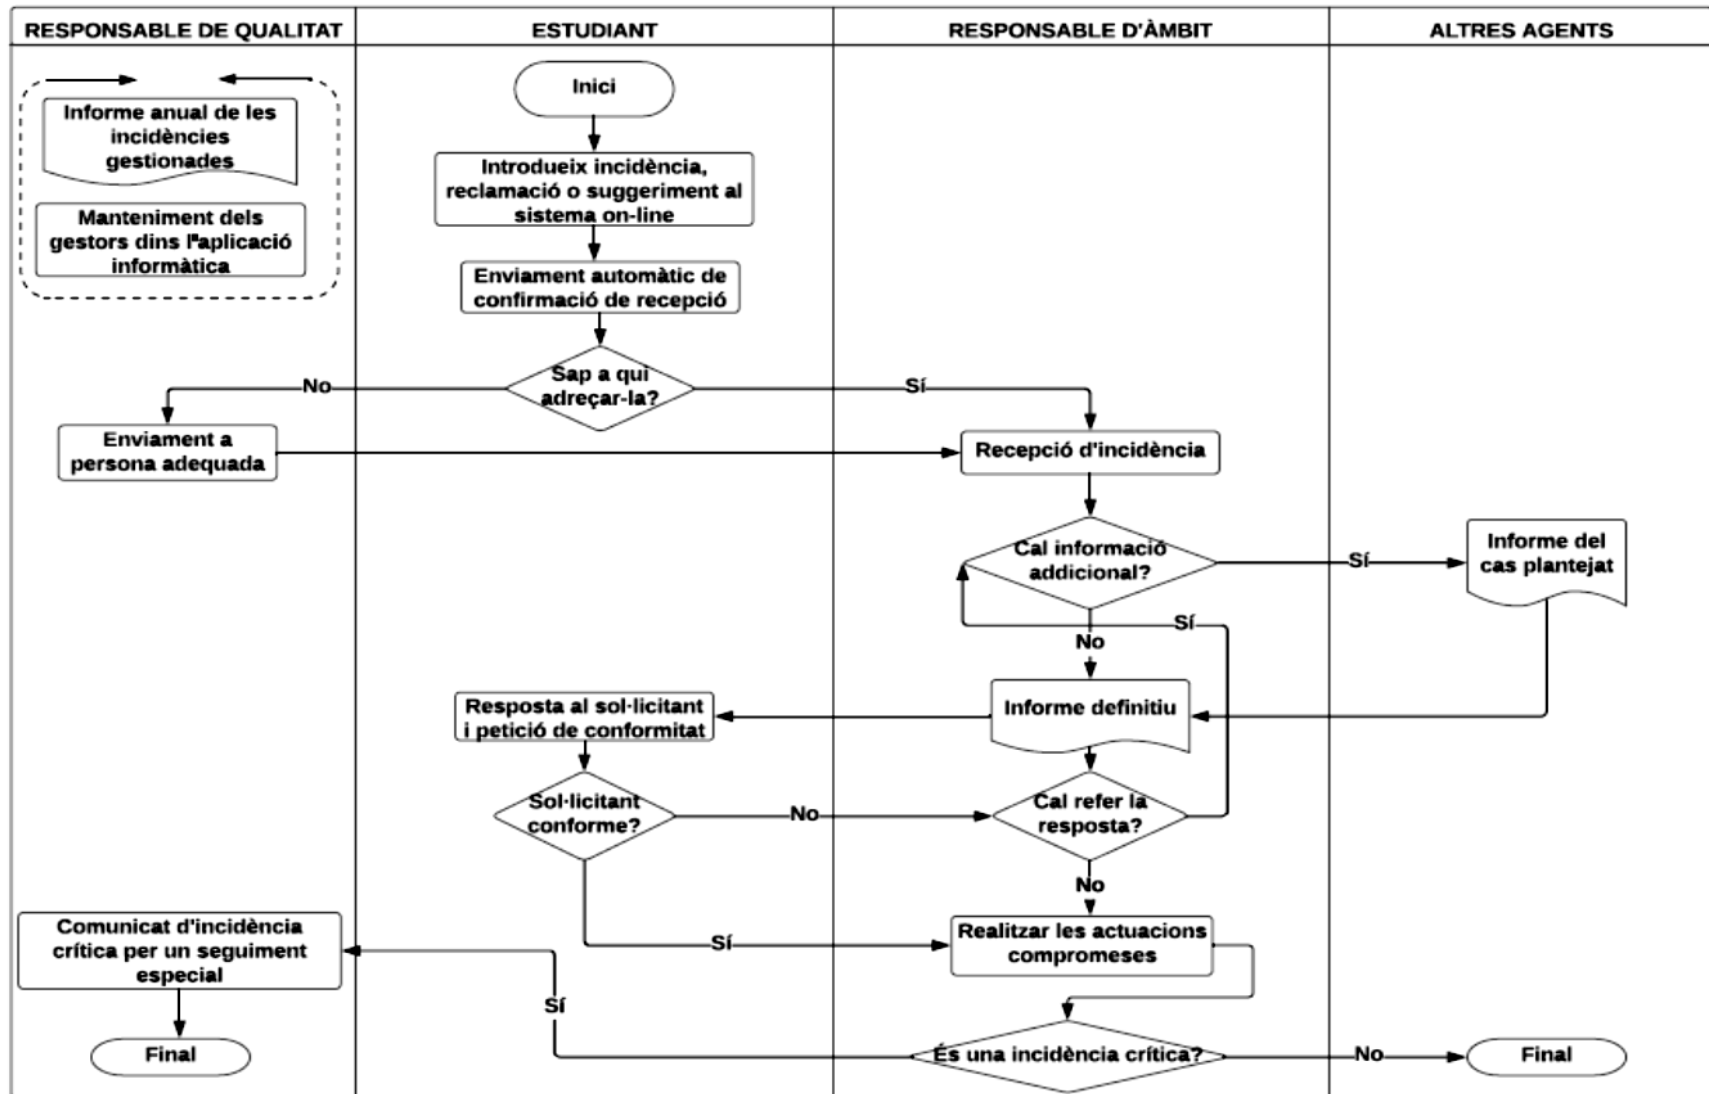 RESPONSABLE DE QUALITAT
ESTUDIANT
RESPONSABLE D'ÀMBIT
ALTRES AGENTS
Informe anual de les
incidències
gestionades
Manteniment dels
gestors dins l'aplicació
informàtica
Inici
Introdueix incidència,
reclamació o suggeriment al
sistema on-line
Enviament automàtic de
confirmació de recepció
Sap a qui
adreçar-la?
No
Sí
Enviament a
persona adequada
Recepció d'incidència
Cal informació
addicional?
Sí
Informe del
cas plantejat
Sí
No
Resposta al sol·licitant
i petició de conformitat
Informe definitiu
Sol·licitant
conforme?
No
Cal refer la
resposta?
No
Comunicat d'incidència
crítica per un seguiment
especial
Sí
Realitzar les actuacions
compromeses
Sí
Final
És una incidència crítica?
No
Final